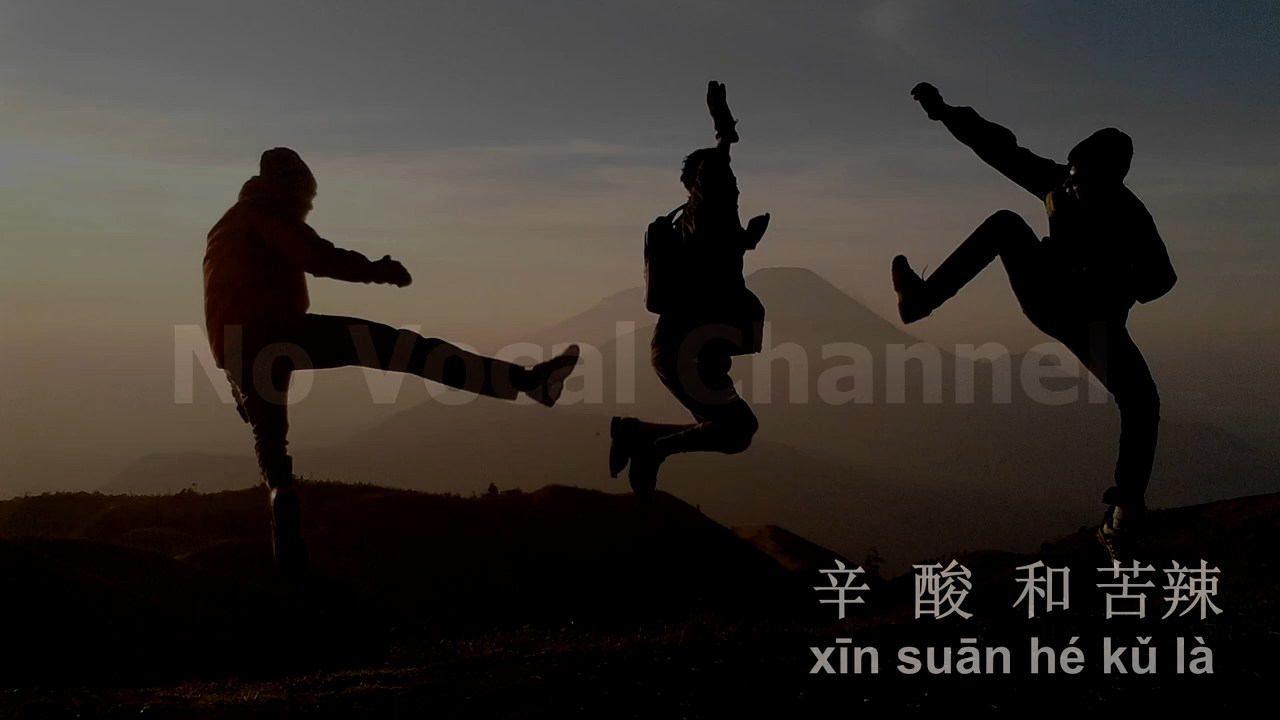 No Vocal Channel
辛 酸 和 苦辣
xīn suān hé kǔ là